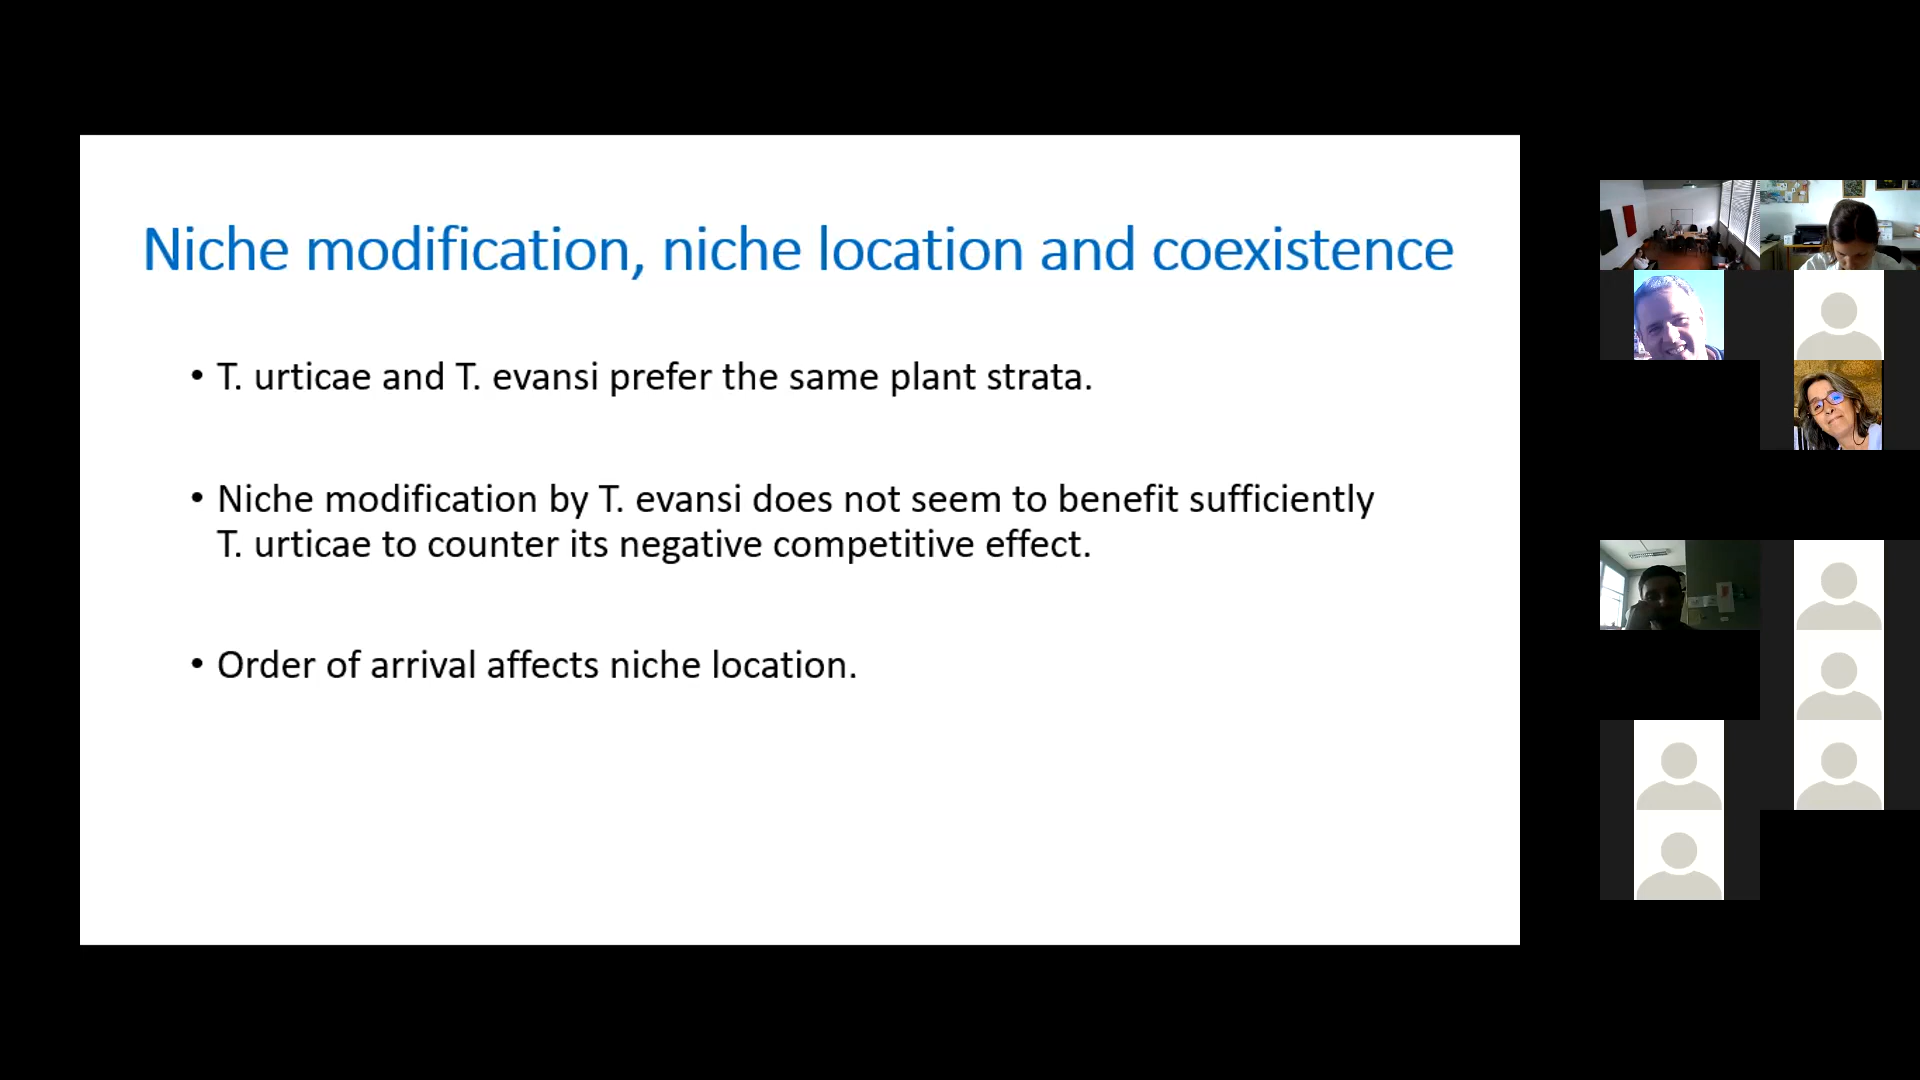 Niche modification, niche location and coexistence
• T. urticae and T. evansi prefer the same plant strata.
• Niche modification by T. evansi does not seem to benefit sufficiently
T. urticae to counter its negative competitive effect.
• Order of arrival affects niche location.